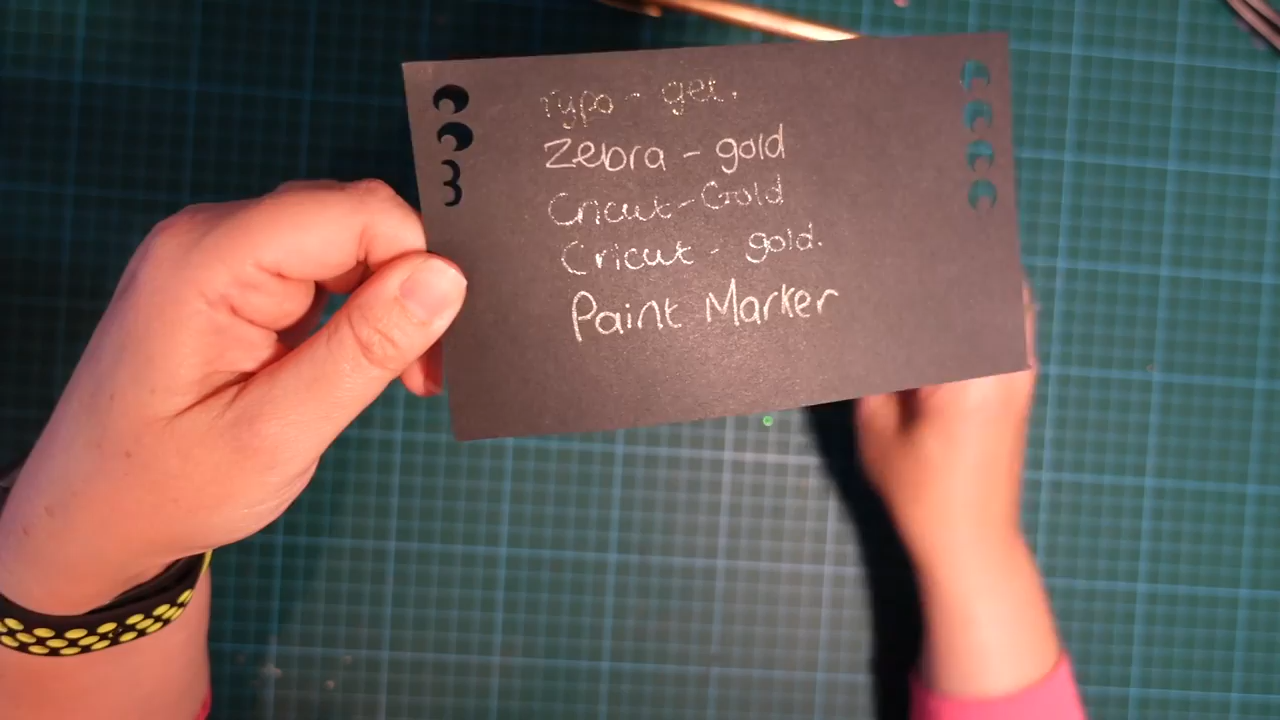 Typo - gel.
Zebra - gold
Cricut - Gold
Cricut - gold.
Paint Marker